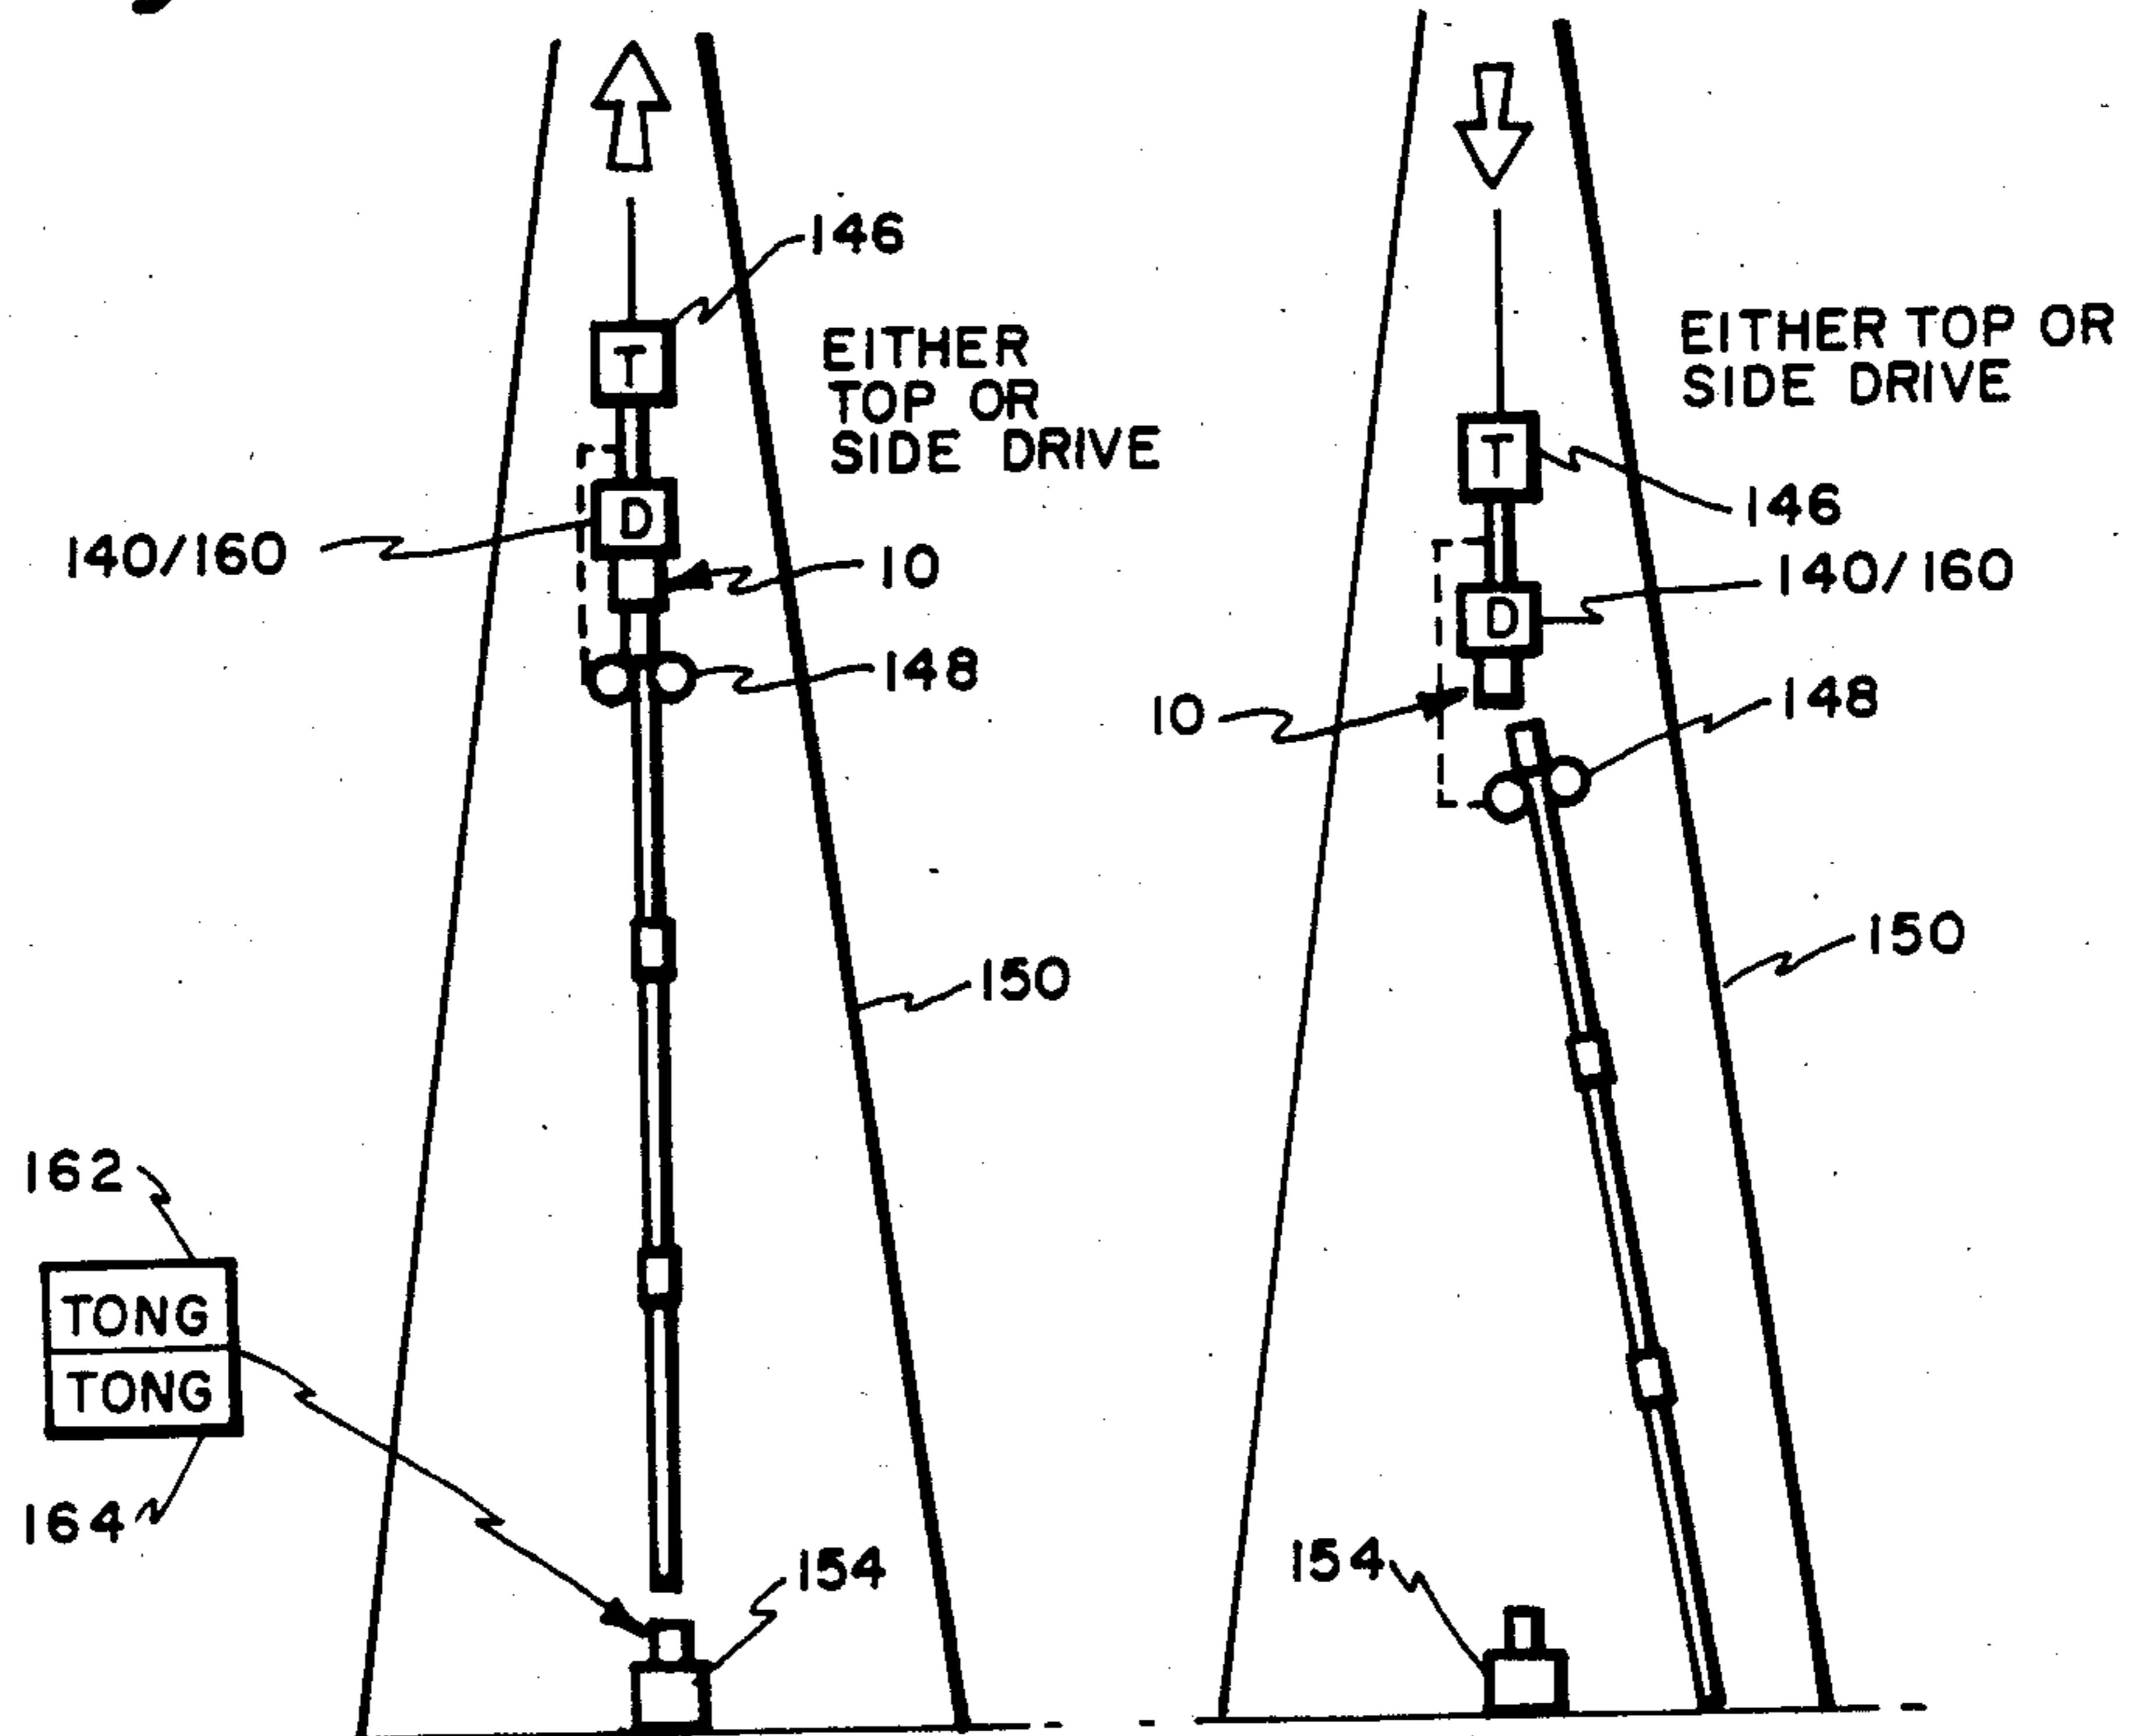 146
T
EITHER
TOP OR
SIDE DRIVE
D
140/160
10
148
150
162
TONG
TONG
164
154
EITHER TOP OR
SIDE DRIVE
T
146
140/160
D
148
10
150
154